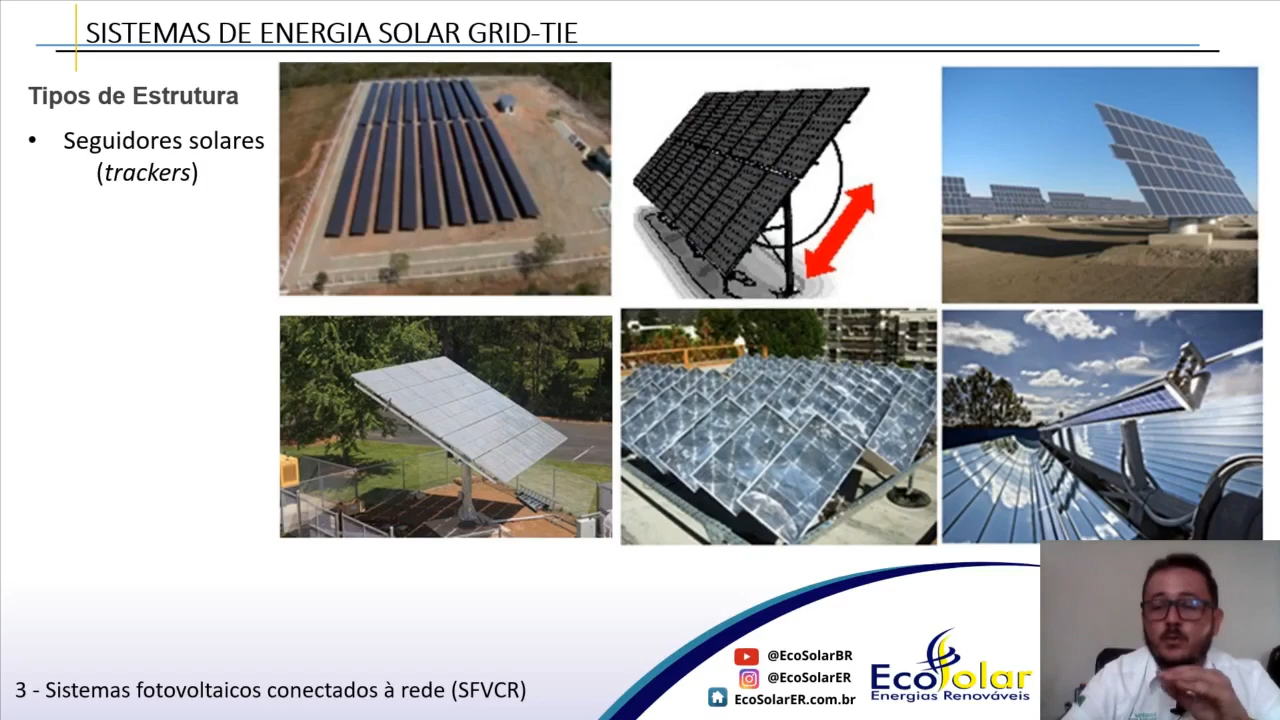 SISTEMAS DE ENERGIA SOLAR GRID-TIE
Tipos de Estrutura
• Seguidores solares
(trackers)
@EcoSolarBR
@EcoSolarER
EcoSolarER.com.br
EcoSolar
Energias Renováveis
3 - Sistemas fotovoltaicos conectados à rede (SFVCR)